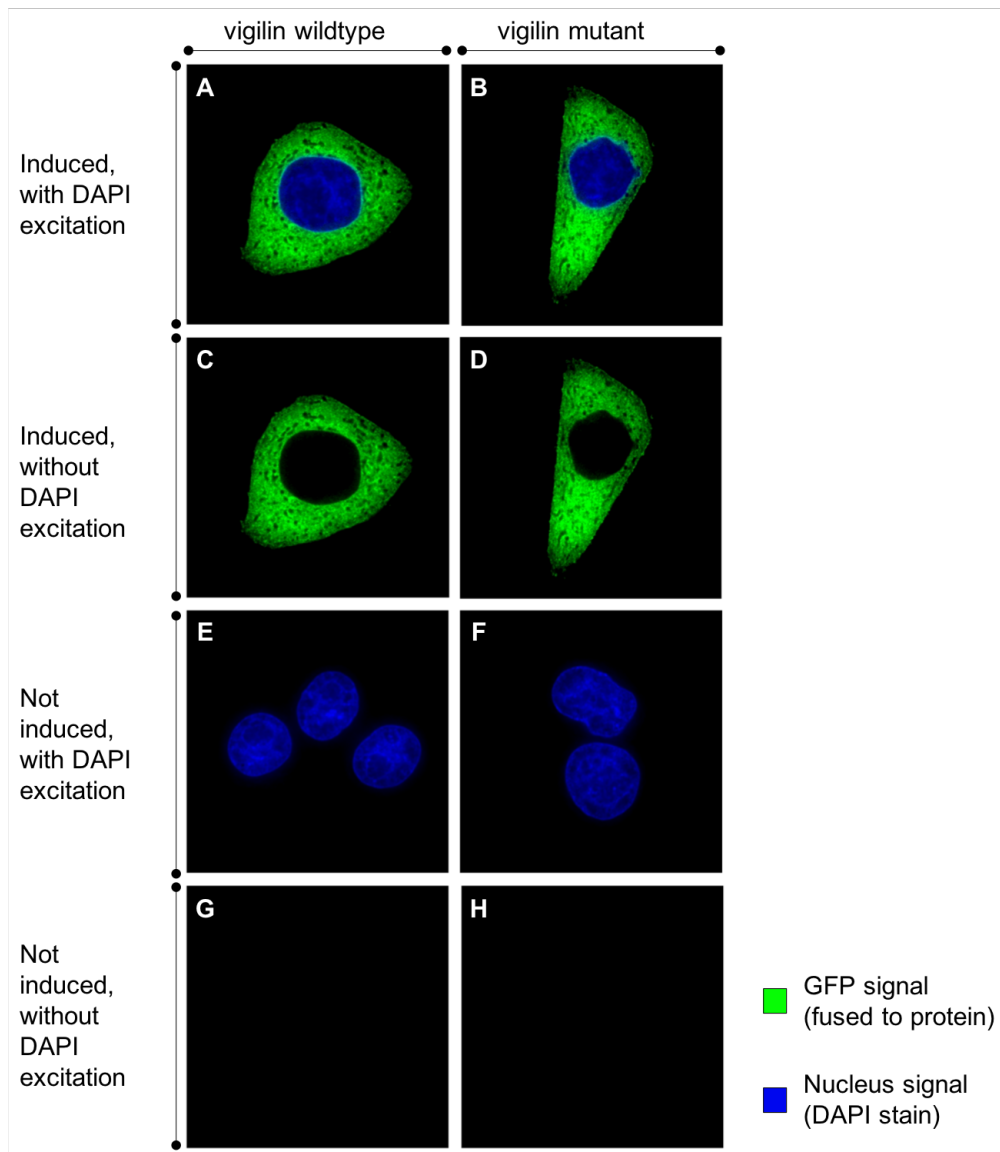 vigilin wildtype
vigilin mutant
A
B
Induced,
with DAPI
excitation
C
D
Induced,
without
DAPI
excitation
E
F
Not
induced,
with DAPI
excitation
G
H
Not
induced,
without
DAPI
excitation
GFP signal
(fused to protein)
Nucleus signal
(DAPI stain)